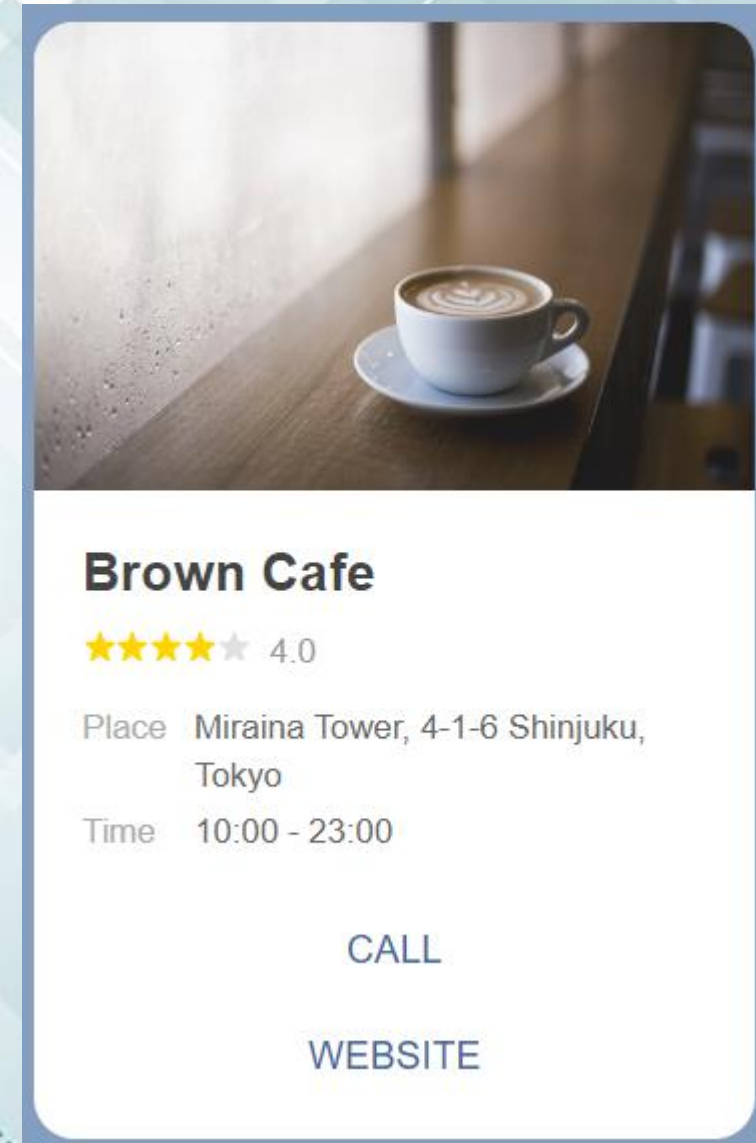 Brown Cafe
4.0
Place Miraina Tower, 4-1-6 Shinjuku,
Tokyo
Time 10:00 - 23:00
CALL
WEBSITE